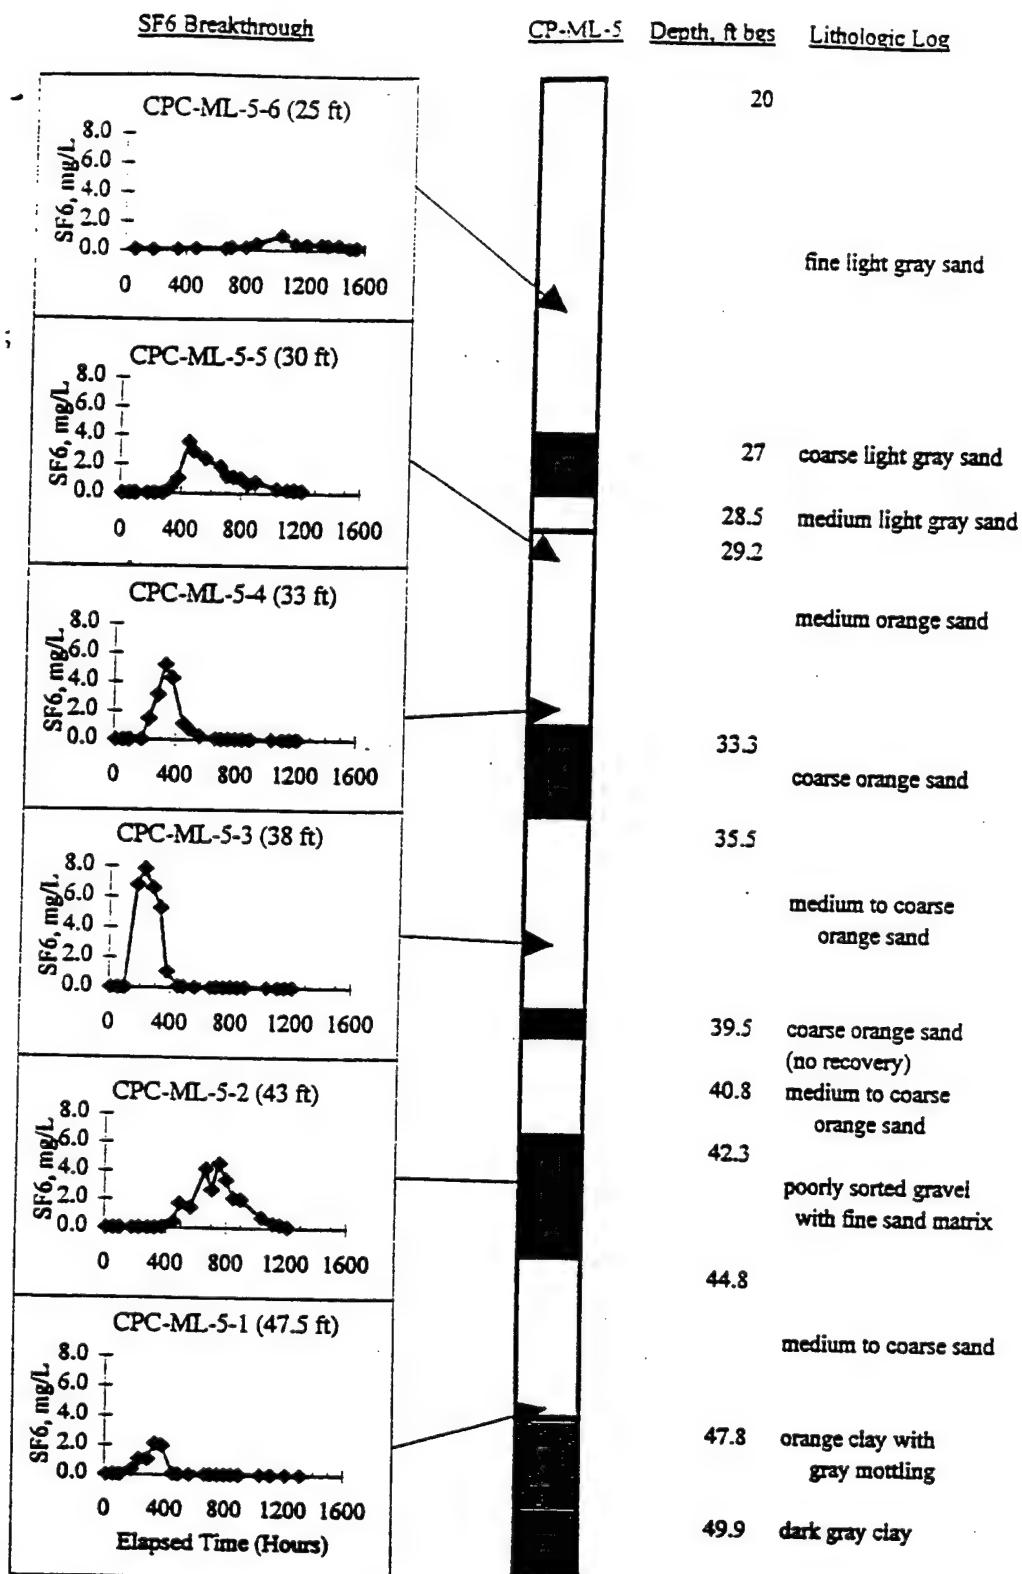 SF6 Breakthrough
CP-ML-5
Depth, ft bgs
Lithologic Log
CPC-ML-5-6 (25 ft)
8.0
6.0
4.0
2.0
0.0
SF6, mg/L
0 400 800 1200 1600
CPC-ML-5-5 (30 ft)
8.0
6.0
4.0
2.0
0.0
SF6, mg/L
0 400 800 1200 1600
CPC-ML-5-4 (33 ft)
8.0
6.0
4.0
2.0
0.0
SF6, mg/L
0 400 800 1200 1600
CPC-ML-5-3 (38 ft)
8.0
6.0
4.0
2.0
0.0
SF6, mg/L
0 400 800 1200 1600
CPC-ML-5-2 (43 ft)
8.0
6.0
4.0
2.0
0.0
SF6, mg/L
0 400 800 1200 1600
CPC-ML-5-1 (47.5 ft)
8.0
6.0
4.0
2.0
0.0
SF6, mg/L
0 400 800 1200 1600
Elapsed Time (Hours)
20
fine light gray sand
27 coarse light gray sand
28.5 medium light gray sand
29.2
medium orange sand
33.3
coarse orange sand
35.5
medium to coarse
orange sand
39.5 coarse orange sand
(no recovery)
40.8 medium to coarse
orange sand
42.3
poorly sorted gravel
with fine sand matrix
44.8
medium to coarse sand
47.8 orange clay with
gray mottling
49.9 dark gray clay